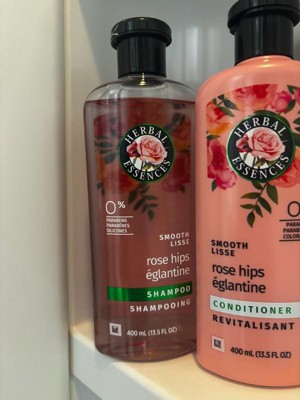 HERBAL
ESSENCES
0%
PARABENS
PARABÈNES
SILICONES
SMOOTH
LISSE
rose hips
églantine
SHAMPOO
SHAMPOOING
400 mL (13.5 FL OZ)
HERBAL
ESSENCES
0
SMOOTH
LISSE
rose hips
églantine
CONDITIONER
REVITALISANT
400 mL (13.5 FL OZ)